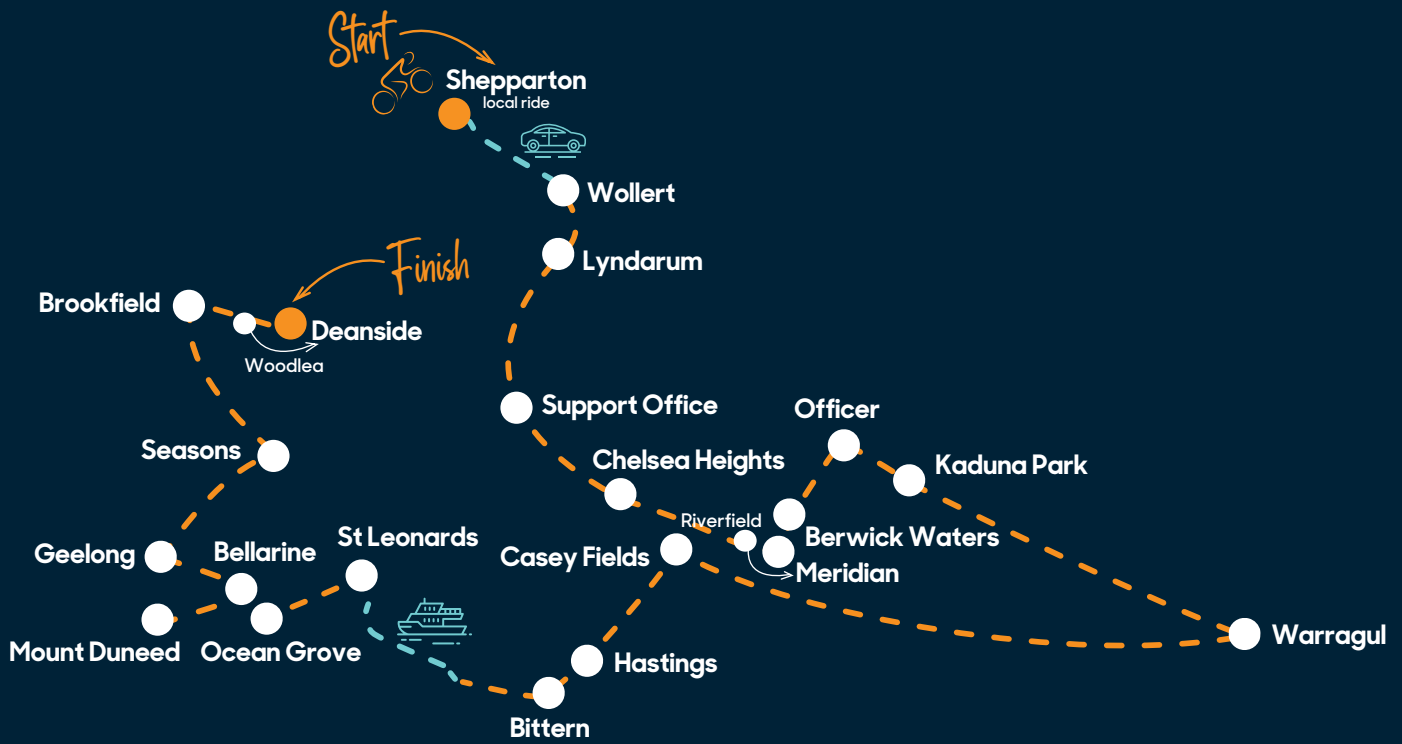 Start
Shepparton
local ride
Wollert
Lyndarum
Finish
Brookfield
Deanside
Woodlea
Support Office
Officer
Seasons
Chelsea Heights
Kaduna Park
Riverfield
Berwick Waters
St Leonards
Geelong
Bellarine
Casey Fields
Meridian
Warragul
Mount Duneed
Ocean Grove
Hastings
Bittern